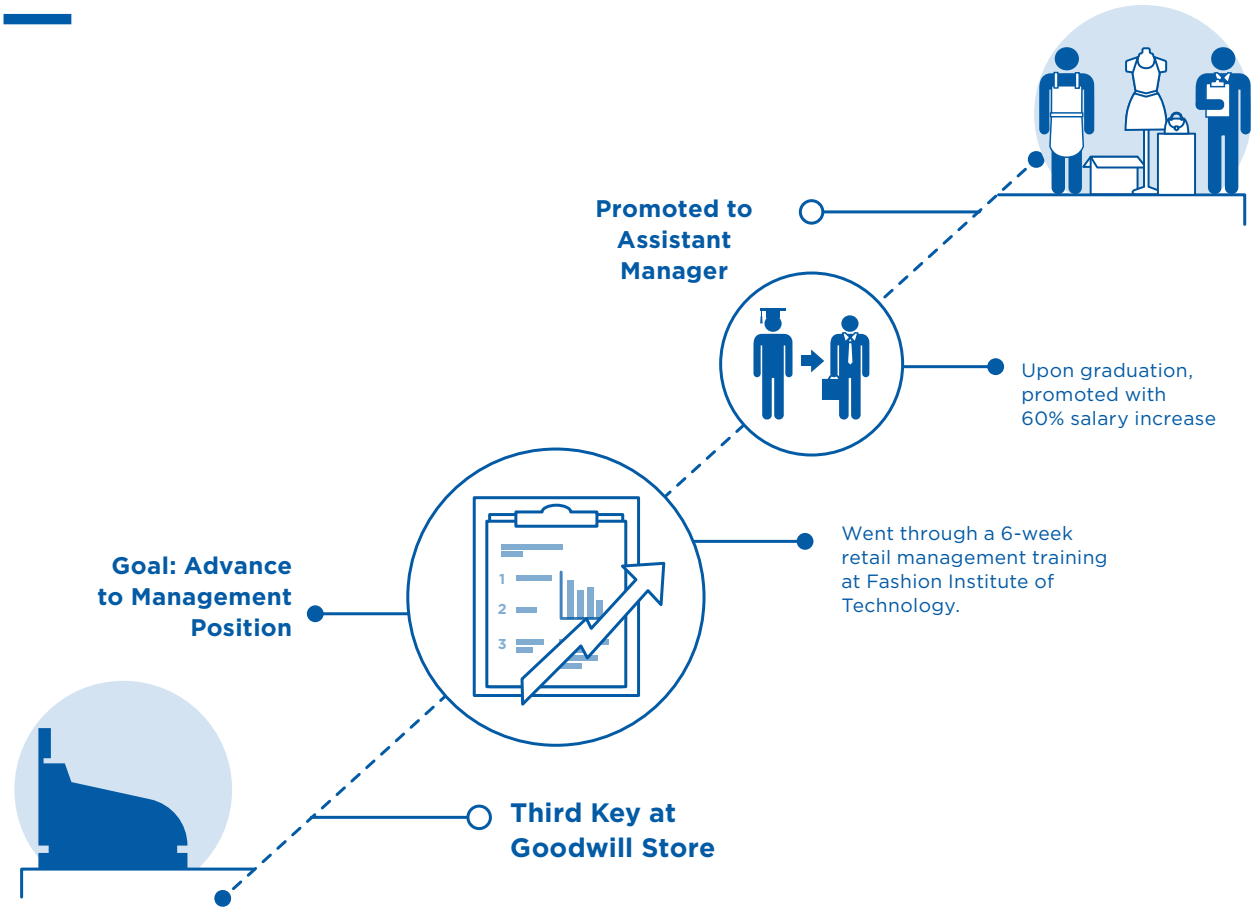 Promoted to
Assistant
Manager
Upon graduation,
promoted with
60% salary increase
Went through a 6-week
retail management training
at Fashion Institute of
Technology.
Goal: Advance
to Management
Position
1
2
3
Third Key at
Goodwill Store